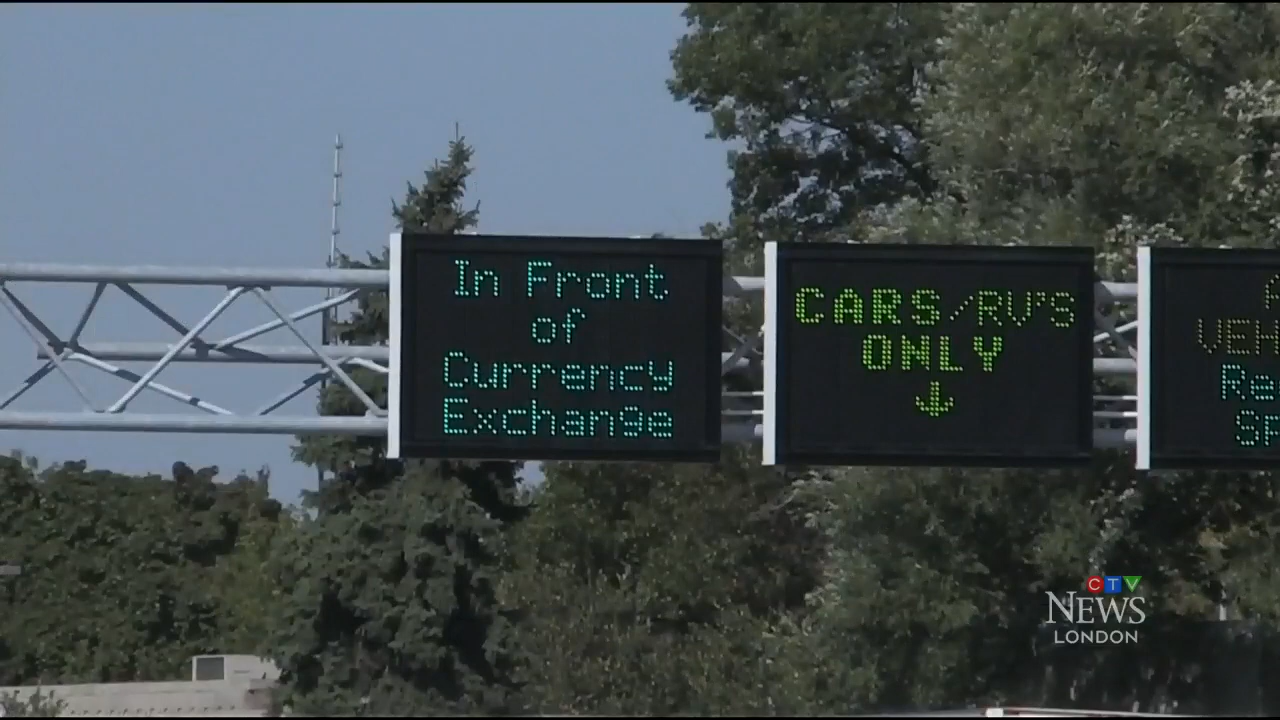 In Front
of
Currency
Exchange
CARS/RV'S
ONLY
CTV
NEWS
LONDON